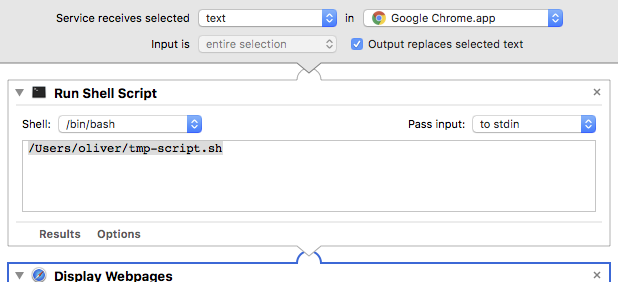 Service receives selected text in Google Chrome.app
Input is entire selection Output replaces selected text
Run Shell Script
Shell: /bin/bash Pass input: to stdin
/Users/oliver/tmp-script.sh
Results Options
Display Webpages